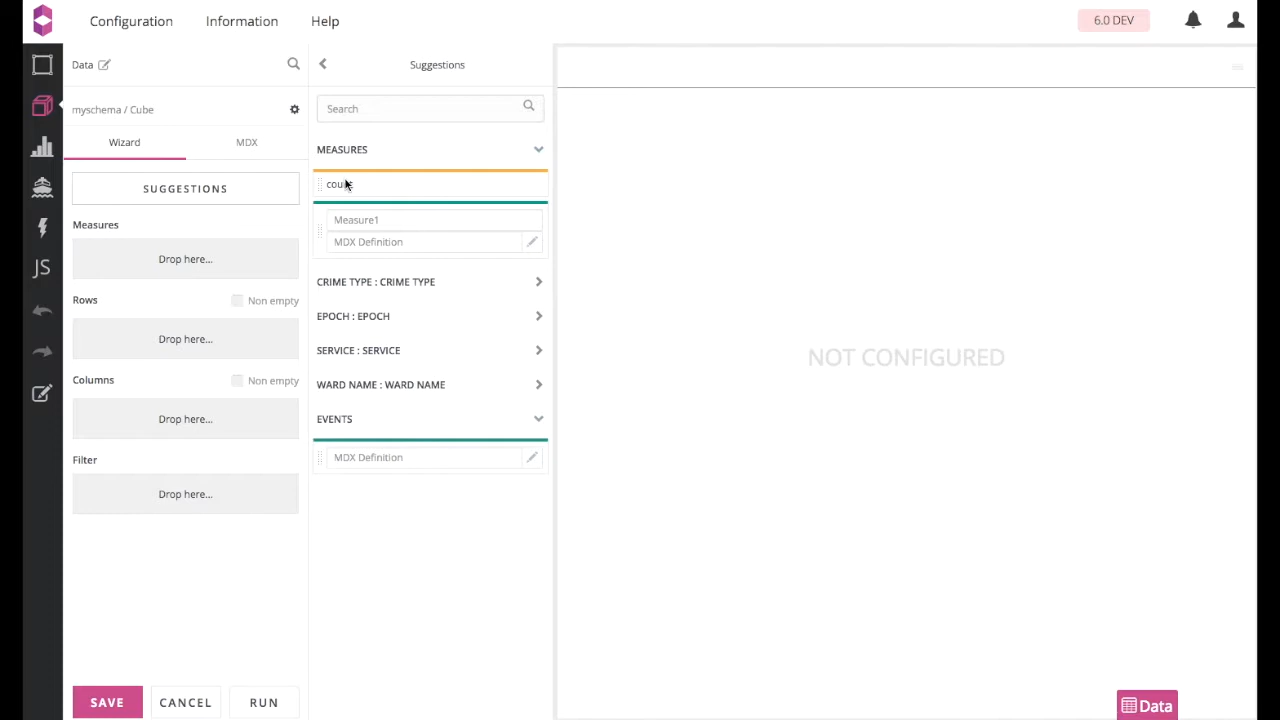 Configuration
Information
Help
6.0 DEV
Data
myschema / Cube
Wizard
MDX
SUGGESTIONS
Measures
Drop here...
Rows
Non empty
Drop here...
Columns
Non empty
Drop here...
Filter
Drop here...
SAVE
CANCEL
RUN
JS
Suggestions
Search
MEASURES
Measure1
MDX Definition
CRIME TYPE : CRIME TYPE
EPOCH : EPOCH
SERVICE : SERVICE
WARD NAME : WARD NAME
EVENTS
MDX Definition
NOT CONFIGURED
Data